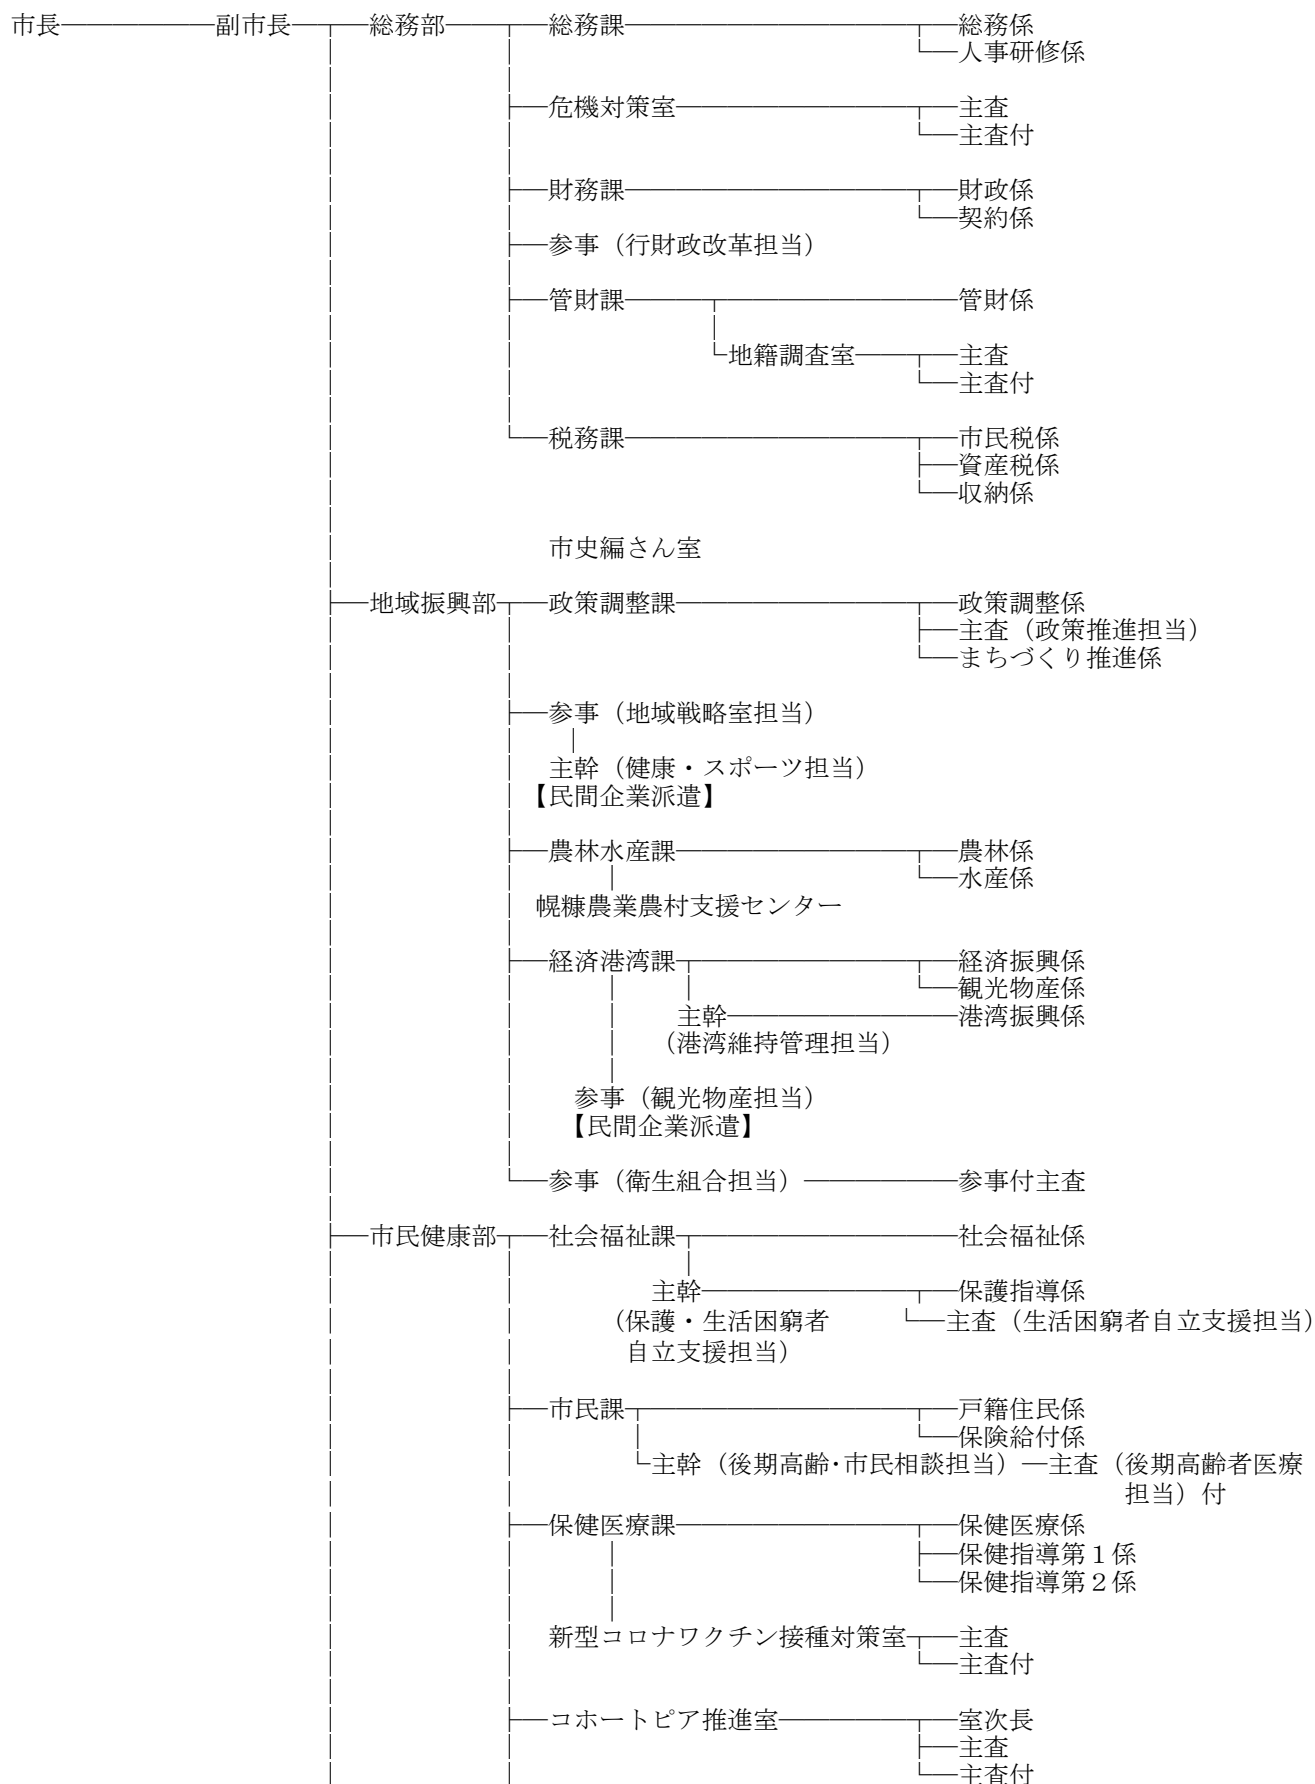 市長 副市長 総務部 総務課 総務係
人事研修係
危機対策室 主査
主査付
財務課 財政係
契約係
参事（行財政改革担当）
管財課 管財係
地籍調査室 主査
主査付
税務課 市民税係
資産税係
収納係
市史編さん室
地域振興部 政策調整課 政策調整係
主査（政策推進担当）
まちづくり推進係
参事（地域戦略室担当）
主幹（健康・スポーツ担当）
【民間企業派遣】
農林水産課 農林係
水産係
幌糠農業農村支援センター
経済港湾課 経済振興係
観光物産係
主幹 港湾振興係
（港湾維持管理担当）
参事（観光物産担当）
【民間企業派遣】
参事（衛生組合担当） 参事付主査
市民健康部 社会福祉課 社会福祉係
主幹 保護指導係
（保護・生活困窮者 主査（生活困窮者自立支援担当）
自立支援担当）
市民課 戸籍住民係
保険給付係
主幹（後期高齢・市民相談担当） 主査（後期高齢者医療
担当）付
保健医療課 保健医療係
保健指導第１係
保健指導第２係
新型コロナワクチン接種対策室 主査
主査付
コホートピア推進室 室次長
主査
主査付